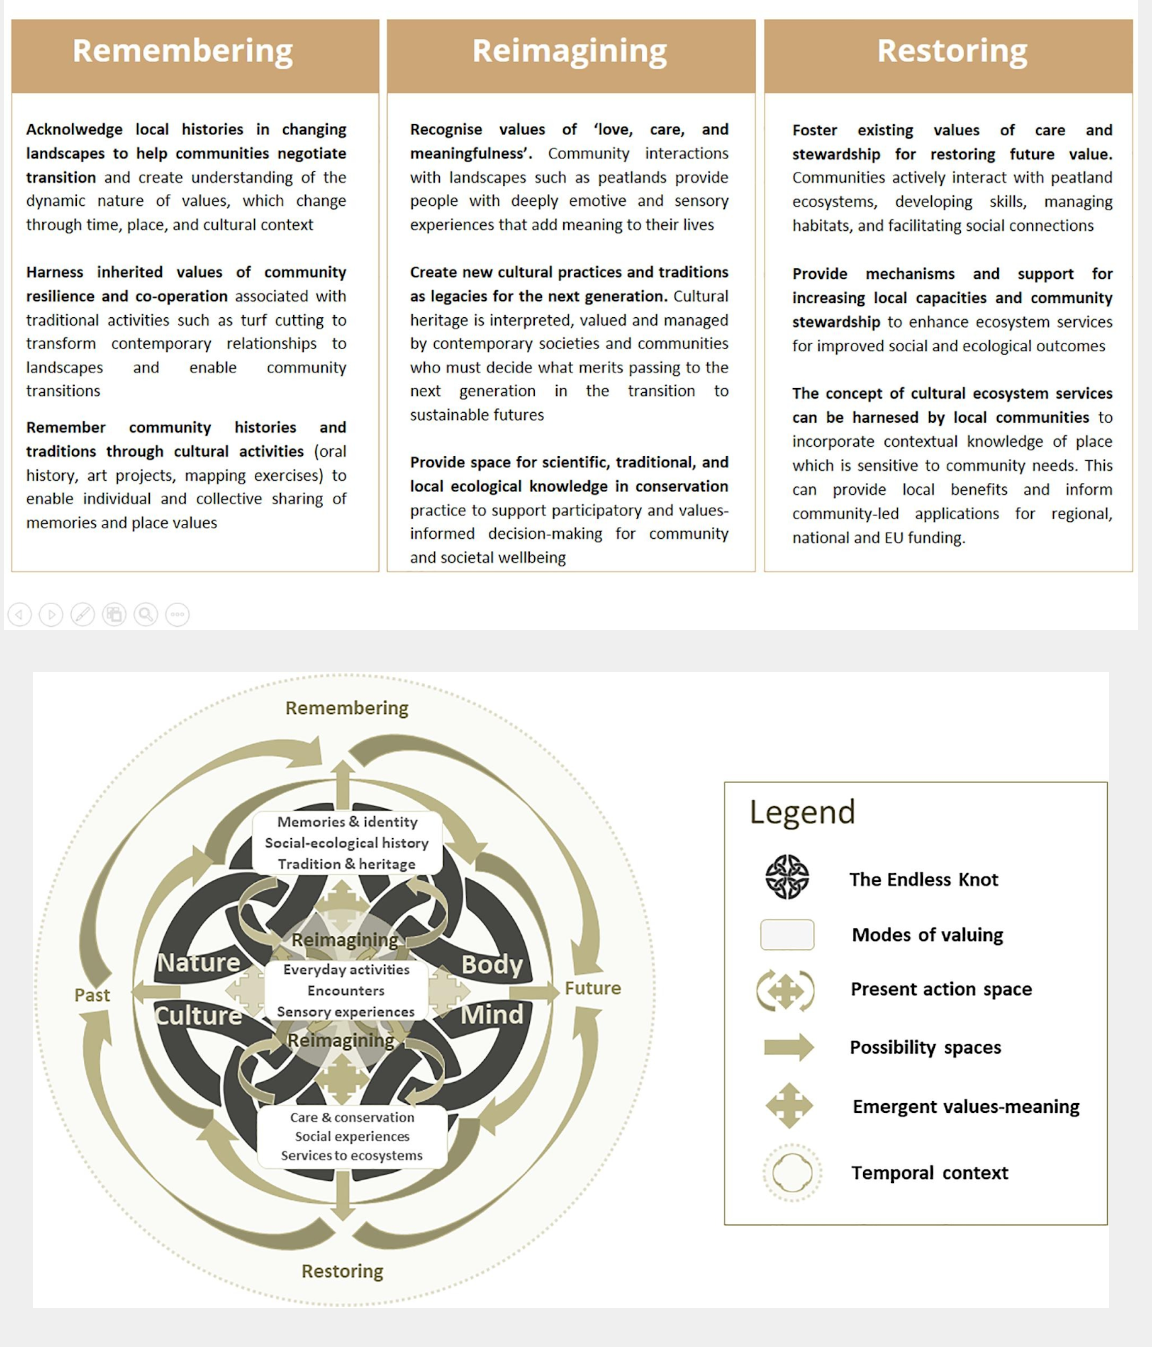 Remembering
Acknolwedge local histories in changing
landscapes to help communities negotiate
transition and create understanding of the
dynamic nature of values, which change
through time, place, and cultural context
Harness inherited values of community
resilience and co-operation associated with
traditional activities such as turf cutting to
transform contemporary relationships to
landscapes and enable community
transitions
Remember community histories and
traditions through cultural activities (oral
history, art projects, mapping exercises) to
enable individual and collective sharing of
memories and place values
Reimagining
Recognise values of ‘love, care, and
meaningfulness’. Community interactions
with landscapes such as peatlands provide
people with deeply emotive and sensory
experiences that add meaning to their lives
Create new cultural practices and traditions
as legacies for the next generation. Cultural
heritage is interpreted, valued and managed
by contemporary societies and communities
who must decide what merits passing to the
next generation in the transition to
sustainable futures
Provide space for scientific, traditional, and
local ecological knowledge in conservation
practice to support participatory and values-
informed decision-making for community
and societal wellbeing
Restoring
Foster existing values of care and
stewardship for restoring future value.
Communities actively interact with peatland
ecosystems, developing skills, managing
habitats, and facilitating social connections
Provide mechanisms and support for
increasing local capacities and community
stewardship to enhance ecosystem services
for improved social and ecological outcomes
The concept of cultural ecosystem services
can be harnesed by local communities to
incorporate contextual knowledge of place
which is sensitive to community needs. This
can provide local benefits and inform
community-led applications for regional,
national and EU funding.
Remembering
Memories & identity
Social-ecological history
Tradition & heritage
Reimagining
Nature
Body
Everyday activities
Encounters
Sensory experiences
Past
Future
Culture
Mind
Reimagining
Care & conservation
Social experiences
Services to ecosystems
Restoring
Legend
The Endless Knot
Modes of valuing
Present action space
Possibility spaces
Emergent values-meaning
Temporal context